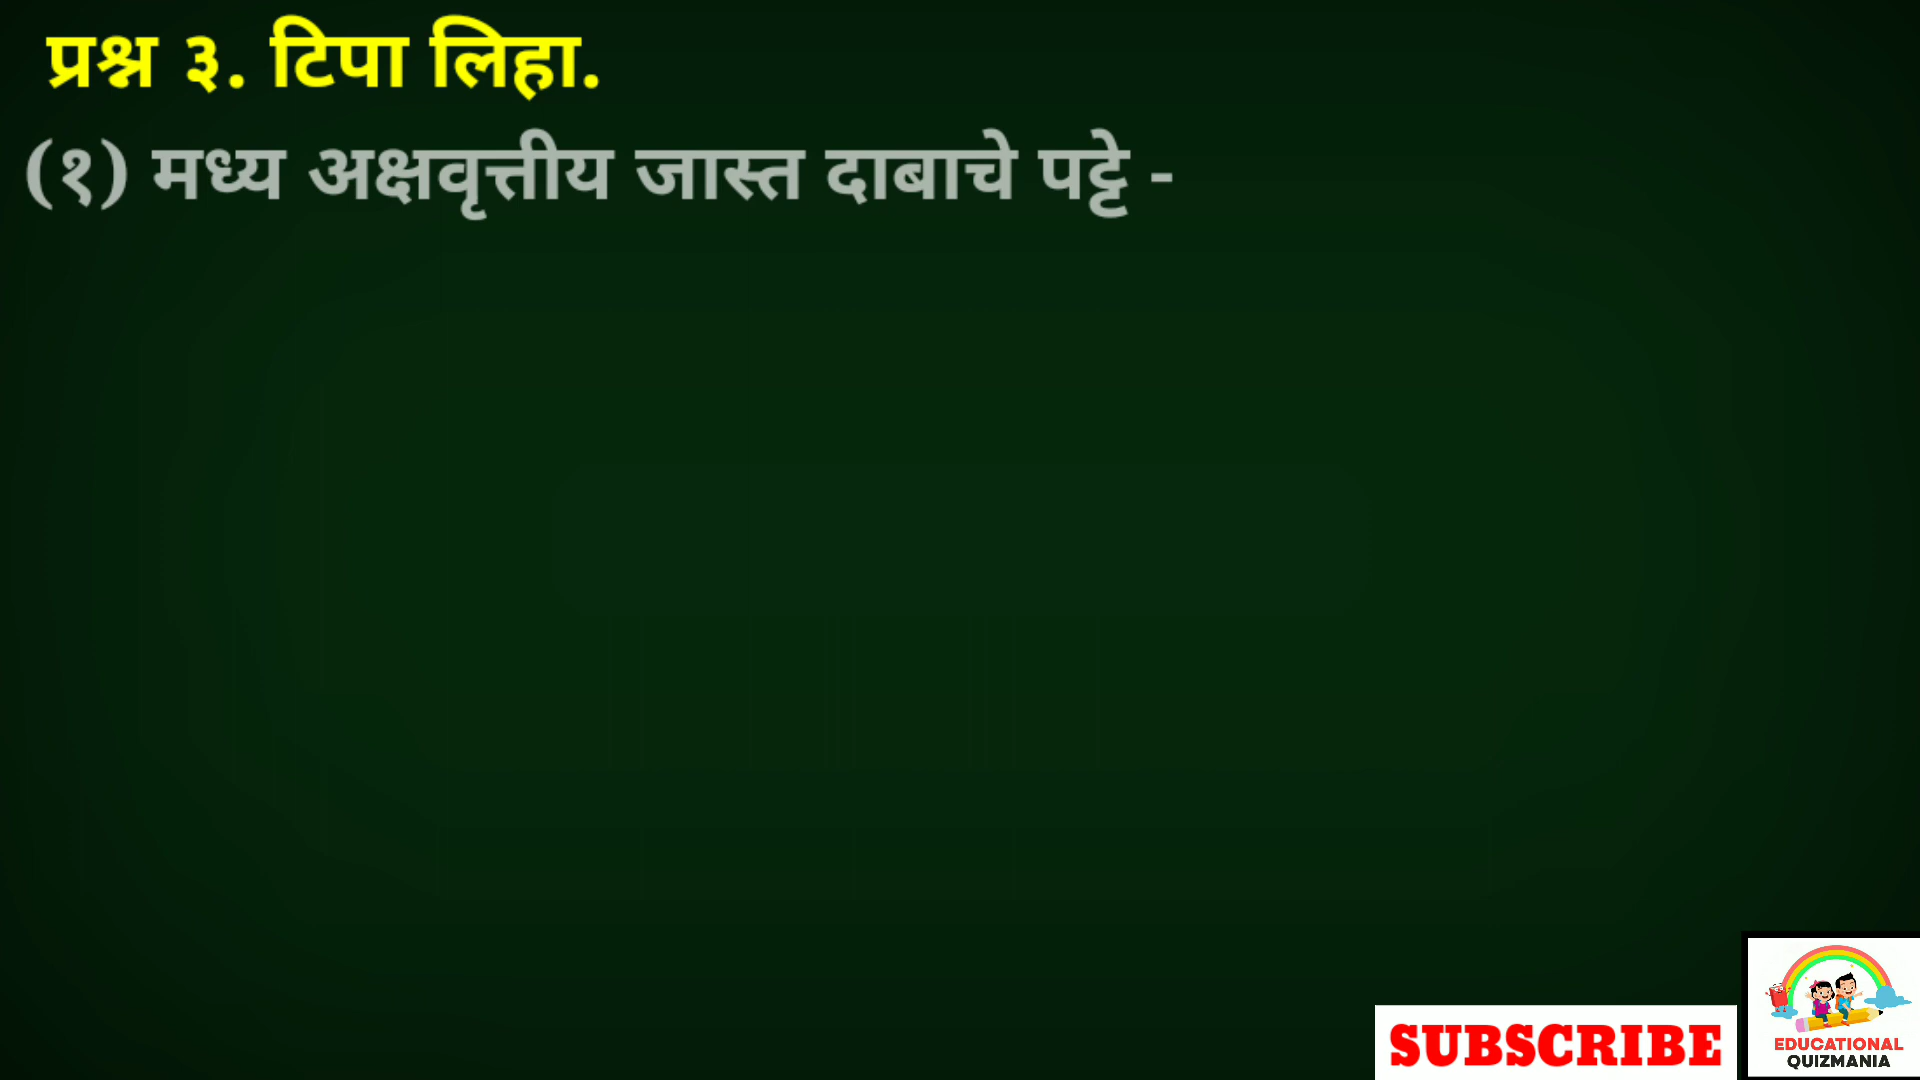 प्रश्न ३. टिपा लिहा.
(१) मध्य अक्षवृत्तीय जास्त दाबाचे पट्टे -
SUBSCRIBE
EDUCATIONAL
QUIZMANIA